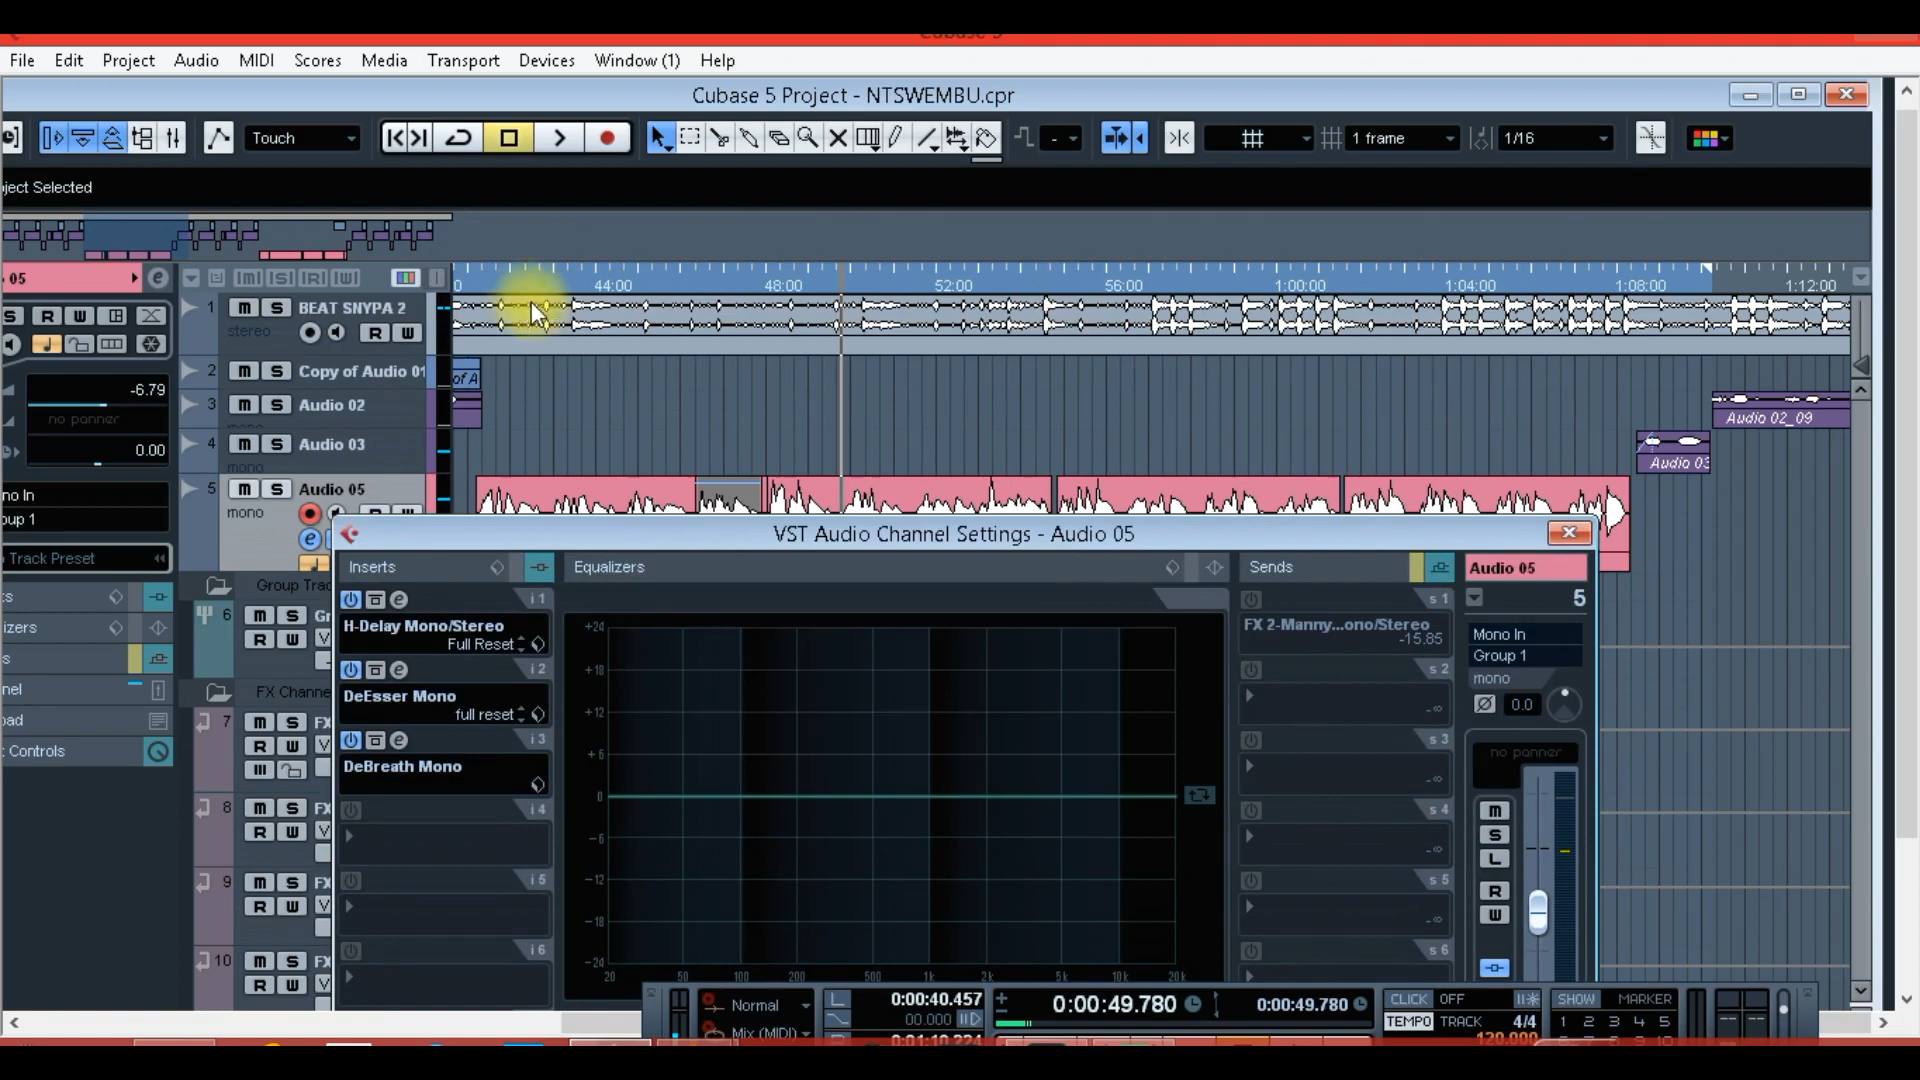 Cubase 5
File Edit Project Audio MIDI Scores Media Transport Devices Window (1) Help
Cubase 5 Project - NTSWEMBU.cpr
Touch
1 frame
1/16
ject Selected
05
44:00 48:00 52:00 56:00 1:00:00 1:04:00 1:08:00 1:12:00
1 m S BEAT SNYPA 2
stereo R W
2 m S Copy of Audio 01
of A
3 m S Audio 02
Audio 02_09
4 m S Audio 03
mono
Audio 03
5 m S Audio 05
mono
S R W
-6.79
no panner
0.00
no In
oup 1
Track Preset
ts
izers
s
nel
pad
Controls
Group Trac
6 m S Gr
R W
FX Channe
7 m S FX
R W
8 m S FX
R W
9 m S FX
R W
10 m S FX
R W
VST Audio Channel Settings - Audio 05
Inserts
Equalizers
Sends
Audio 05
5
i 1
H-Delay Mono/Stereo
Full Reset
i 2
DeEsser Mono
full reset
i 3
DeBreath Mono
i 4
i 5
i 6
+24
+18
+12
+6
0
-6
-12
-18
-24
20 50 100 200 500 1k 2k 5k 10k 20k
s 1
FX 2-Manny...ono/Stereo
-15.85
s 2
-∞
s 3
-∞
s 4
-∞
s 5
-∞
s 6
Mono In
Group 1
mono
0.0
no panner
m
S
L
R
W
Normal
Mix (MIDI)
L 0:00:40.457
00.000
0:01:10.224
0:00:49.780
0:00:49.780
CLICK OFF
TEMPO TRACK 4/4
120.000
SHOW MARKER
1 2 3 4 5